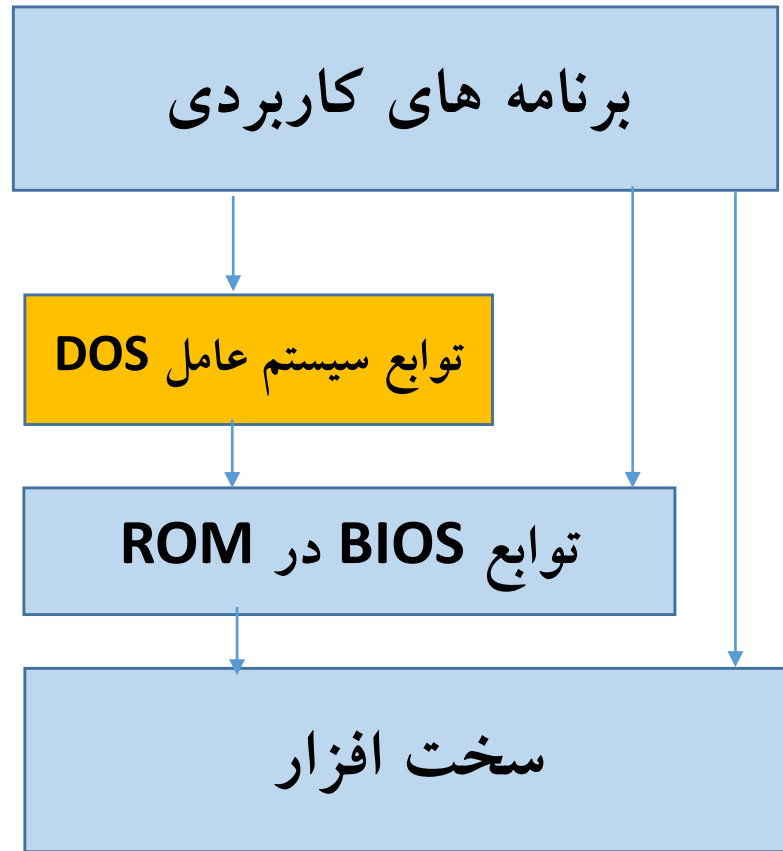 برنامه های کاربردی
توابع سیستم عامل DOS
توابع BIOS در ROM
سخت افزار